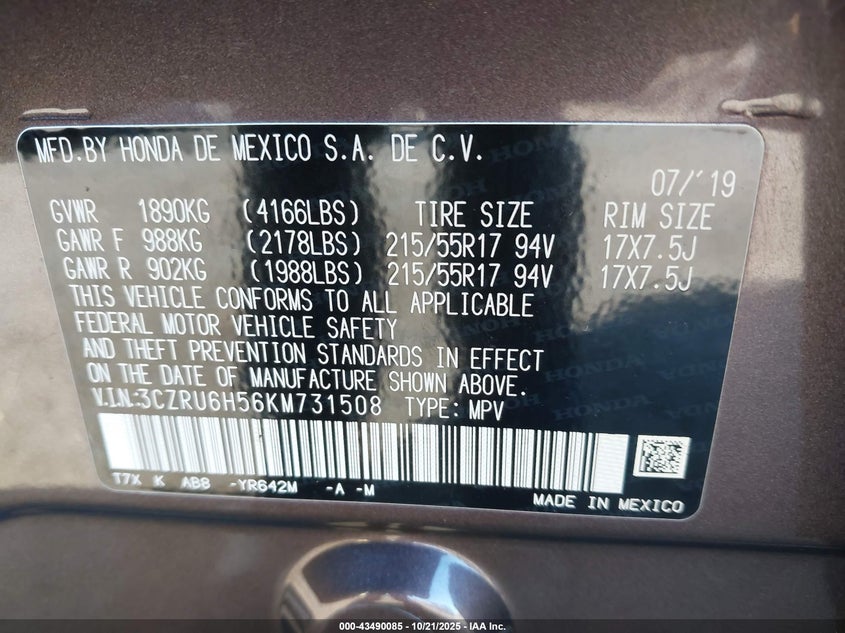 MFD.BY HONDA DE MEXICO S.A. DE C.V.
07/'19
GVWR 1890KG (4166LBS) TIRE SIZE RIM SIZE
GAWR F 988KG (2178LBS) 215/55R17 94V 17X7.5J
GAWR R 902KG (1988LBS) 215/55R17 94V 17X7.5J
THIS VEHICLE CONFORMS TO ALL APPLICABLE
FEDERAL MOTOR VEHICLE SAFETY
AND THEFT PREVENTION STANDARDS IN EFFECT
ON THE DATE OF MANUFACTURE SHOWN ABOVE.
V.I.N.:3CZRU6H56KM731508 TYPE: MPV
T7X K AB8 -YR642M -A -M
MADE IN MEXICO
000-43490085 - 10/21/2025 - IAA Inc.